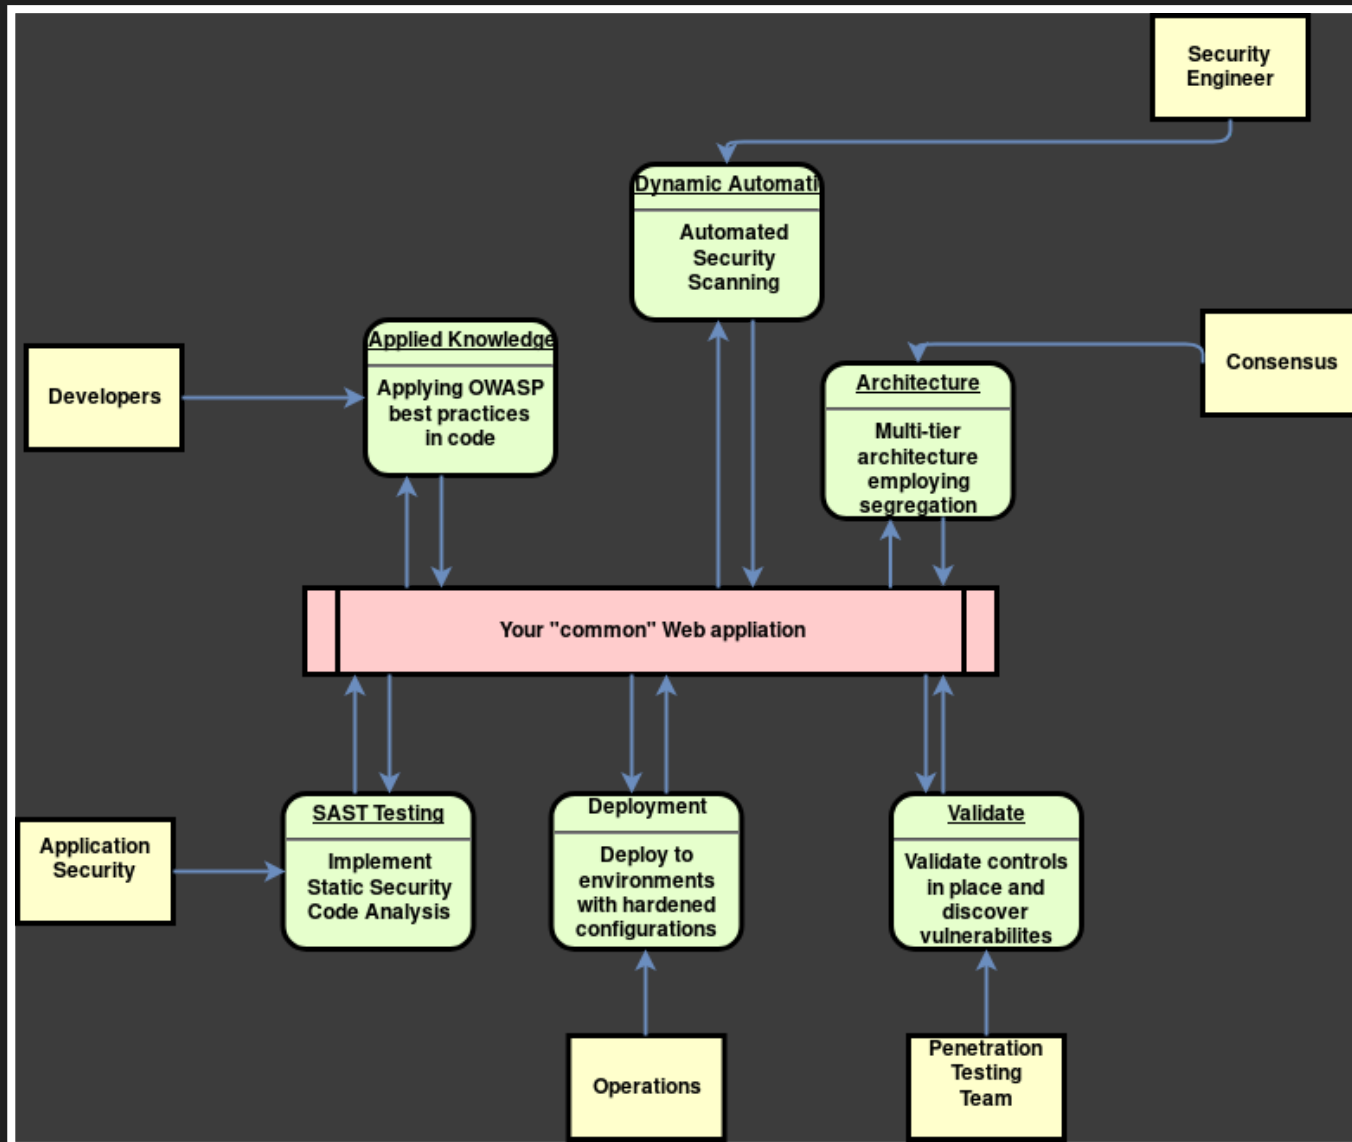 Security
Engineer
Dynamic Automati
Automated
Security
Scanning
Applied Knowledge
Applying OWASP
best practices
in code
Developers
Consensus
Architecture
Multi-tier
architecture
employing
segregation
Your "common" Web appliation
SAST Testing
Implement
Static Security
Code Analysis
Application
Security
Deployment
Deploy to
environments
with hardened
configurations
Validate
Validate controls
in place and
discover
vulnerabilites
Operations
Penetration
Testing
Team